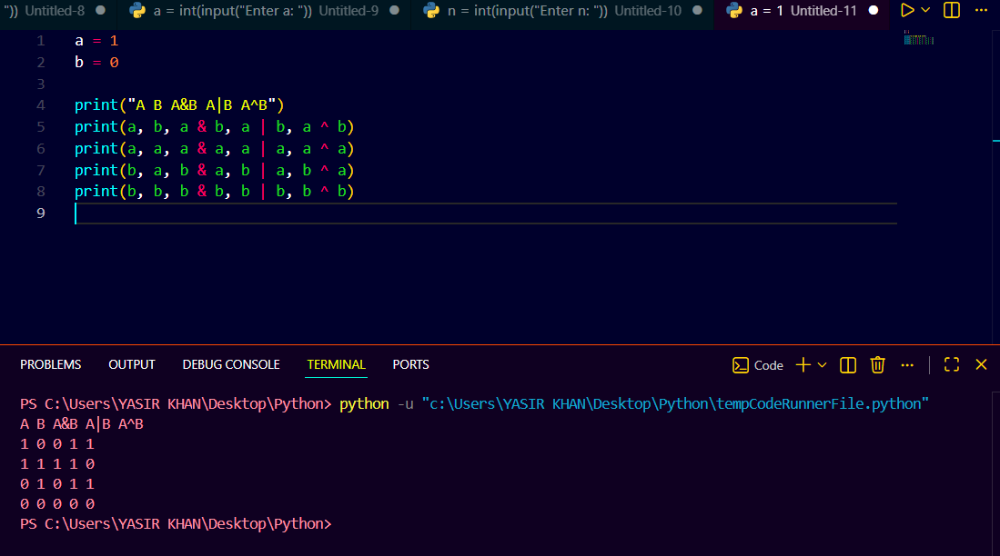 ")) Untitled-8 a = int(input("Enter a: ")) Untitled-9 n = int(input("Enter n: ")) Untitled-10 a = 1 Untitled-11
1 a = 1
2 b = 0
3
4 print("A B A&B A|B A^B")
5 print(a, b, a & b, a | b, a ^ b)
6 print(a, a, a & a, a | a, a ^ a)
7 print(b, a, b & a, b | a, b ^ a)
8 print(b, b, b & b, b | b, b ^ b)
9
PROBLEMS OUTPUT DEBUG CONSOLE TERMINAL PORTS Code
PS C:\Users\YASIR KHAN\Desktop\Python> python -u "c:\Users\YASIR KHAN\Desktop\Python\tempCodeRunnerFile.python"
A B A&B A|B A^B
1 0 0 1 1
1 1 1 1 0
0 1 0 1 1
0 0 0 0 0
PS C:\Users\YASIR KHAN\Desktop\Python>